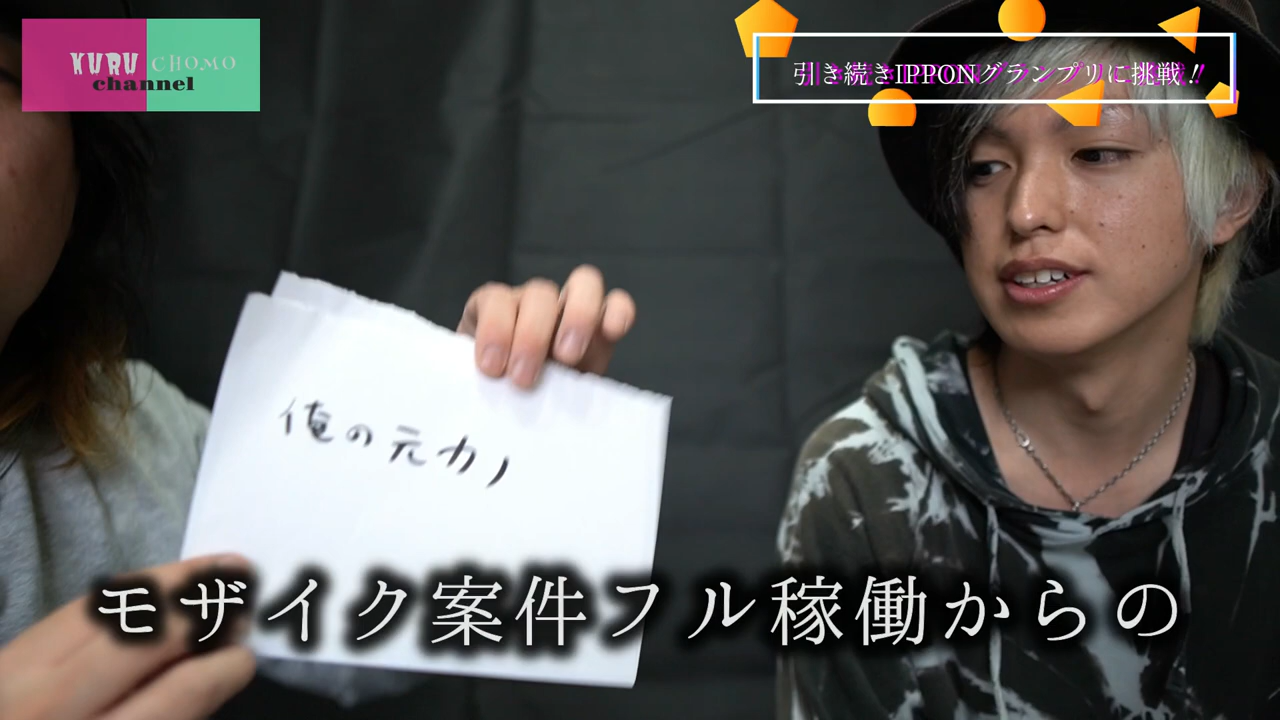 KURU CHOMO
channel
引き続きIPPONグランプリに挑戦!!
俺の元カノ
モザイク案件フル稼働からの